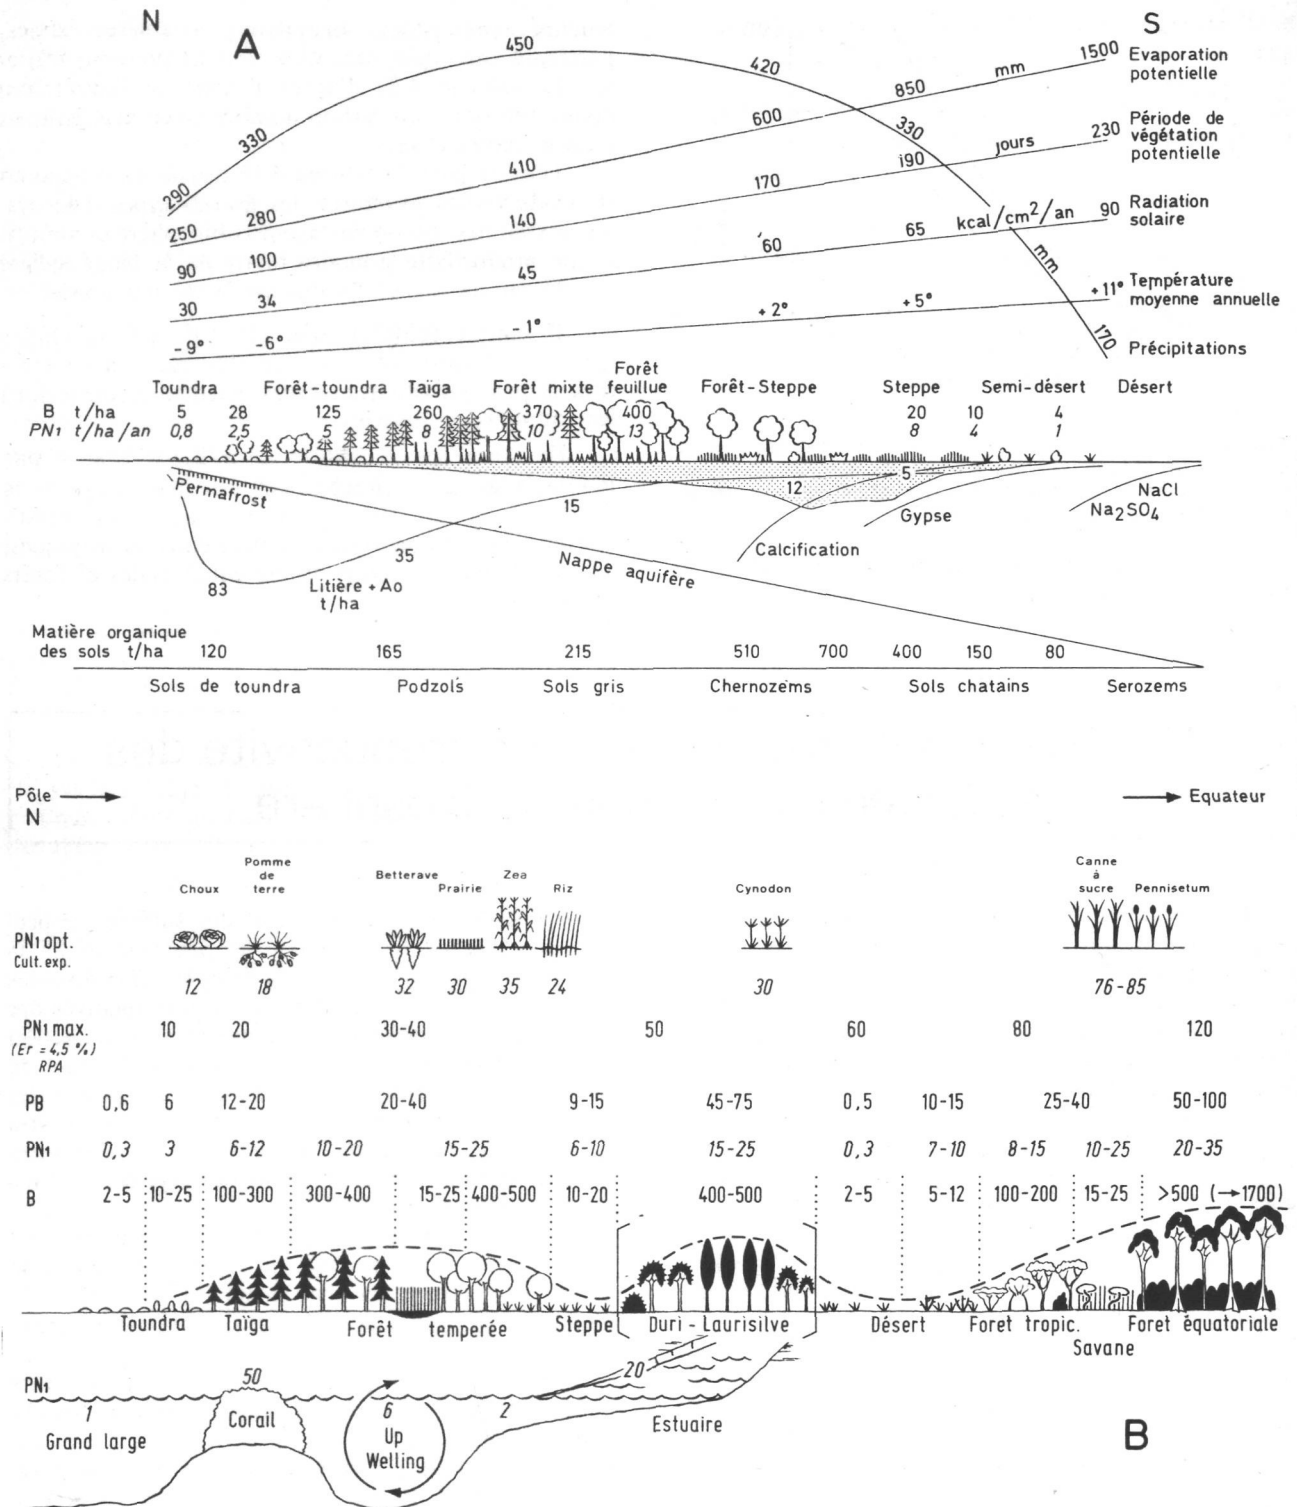 N
A
S
290 330 450 420 330 mm 170 Précipitations
250 280 410 600 850 mm 1500 Evaporation
potentielle
90 100 140 170 i90 jours 230 Période de
végétation
potentielle
30 34 45 60 65 kcal/cm2/an 90 Radiation
solaire
-9° -6° -1° +2° +5° +11° Température
moyenne annuelle
Toundra Forêt-toundra Taïga Forêt mixte Forêt
feuillue Forêt-Steppe Steppe Semi-désert Désert
B t/ha 5 28 125 260 370 400 20 10 4
PN1 t/ha/an 0,8 2,5 5 8 10 13 8 4 1
Permafrost
5
12
15
35
83
NaCl
Na2SO4
Gypse
Calcification
Nappe aquifère
Litière + Ao
t/ha
Matière organique
des sols t/ha 120 165 215 510 700 400 150 80
Sols de toundra Podzols Sols gris Chernozems Sols chatains Serozems
Pôle Equateur
N
Choux Pomme
de
terre Betterave Prairie Zea Riz Cynodon Canne
à
sucre Pennisetum
PN1 opt.
Cult. exp.
12 18 32 30 35 24 30 76-85
PN1 max. 10 20 30-40 50 60 80 120
(Er = 4,5 %)
RPA
PB 0,6 6 12-20 20-40 9-15 45-75 0,5 10-15 25-40 50-100
PN1 0,3 3 6-12 10-20 15-25 6-10 15-25 0,3 7-10 8-15 10-25 20-35
B 2-5 10-25 100-300 300-400 15-25 400-500 10-20 400-500 2-5 5-12 100-200 15-25 >500 (→1700)
Toundra Taïga Forêt temperée Steppe Duri-Laurisilve Désert Foret tropic. Foret équatoriale
Savane
PN1 50 20
1 6 2
Grand large Corail Up
Welling Estuaire
B